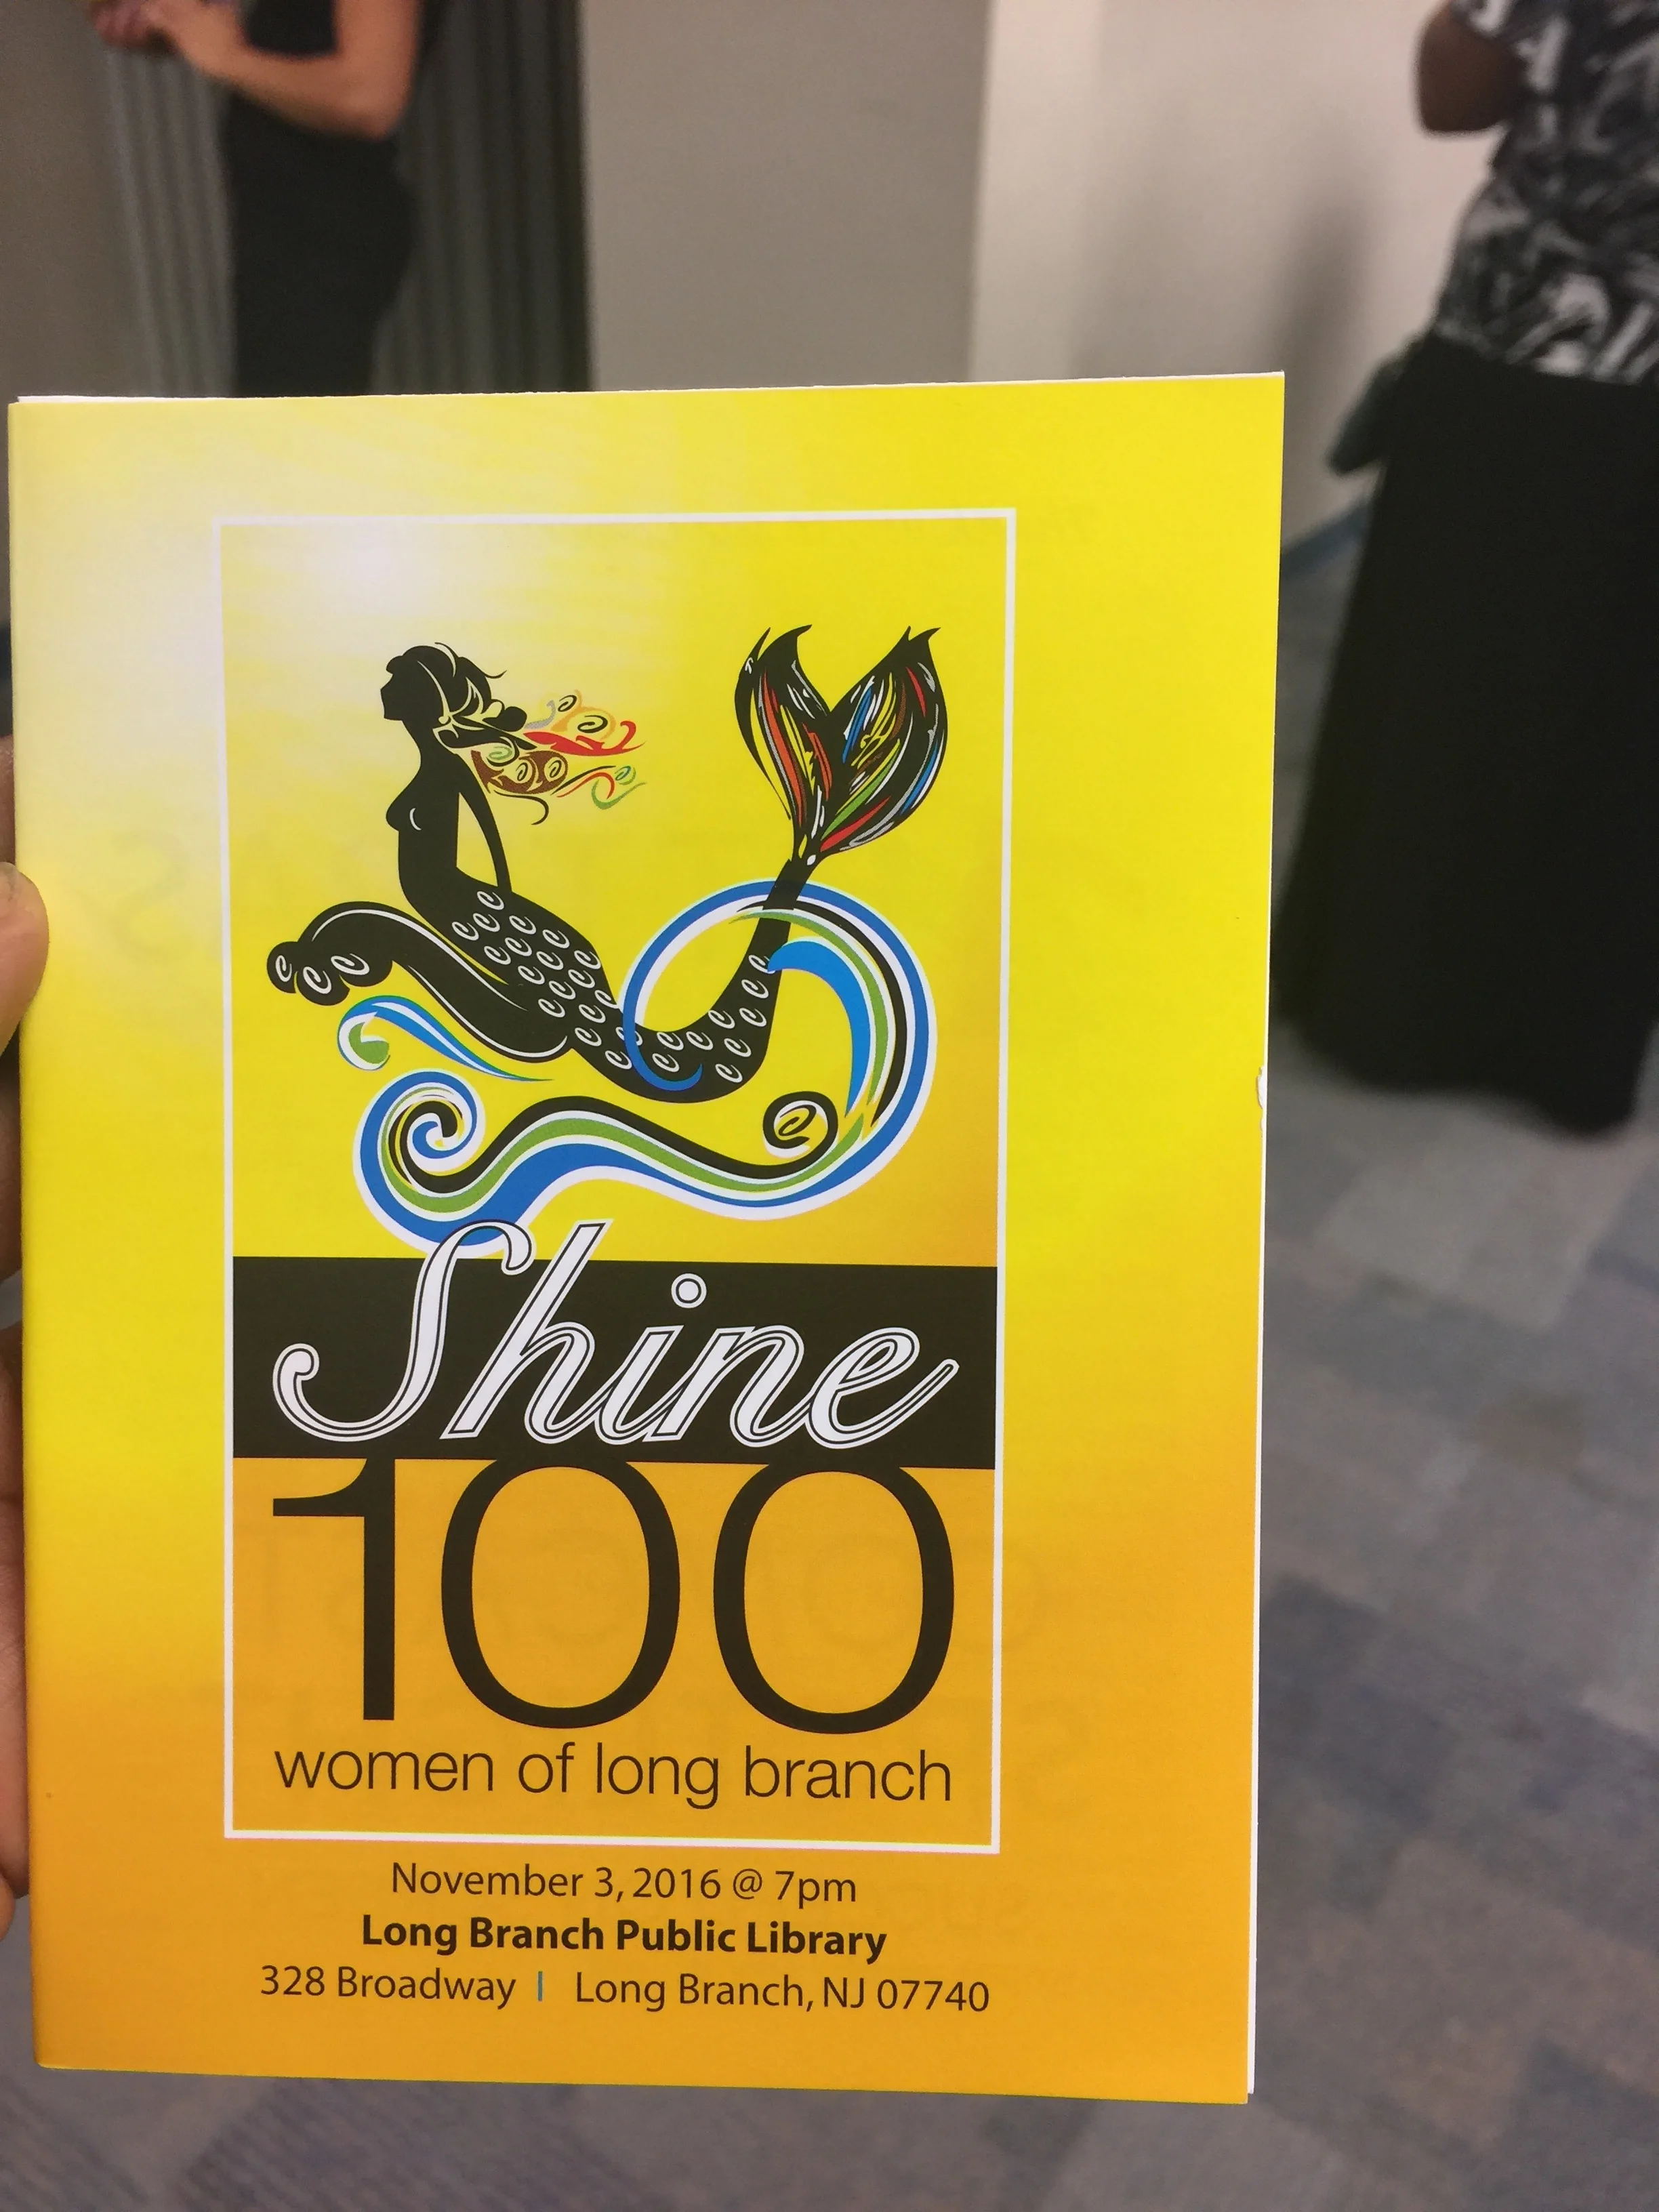 Shine
100
women of long branch
November 3, 2016 @ 7pm
Long Branch Public Library
328 Broadway | Long Branch, NJ 07740